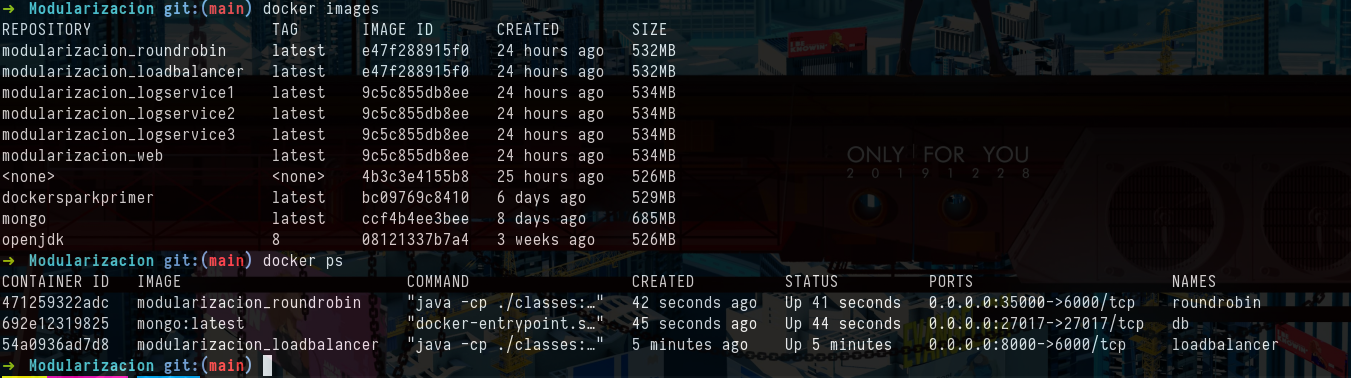 ➜ Modularizacion git:(main) docker images
REPOSITORY TAG IMAGE ID CREATED SIZE
modularizacion_roundrobin latest e47f288915f0 24 hours ago 532MB
modularizacion_loadbalancer latest e47f288915f0 24 hours ago 532MB
modularizacion_logservice1 latest 9c5c855db8ee 24 hours ago 534MB
modularizacion_logservice2 latest 9c5c855db8ee 24 hours ago 534MB
modularizacion_logservice3 latest 9c5c855db8ee 24 hours ago 534MB
modularizacion_web latest 9c5c855db8ee 24 hours ago 534MB
<none> <none> 4b3c3e4155b8 25 hours ago 526MB
dockersparkprimer latest bc09769c8410 6 days ago 529MB
mongo latest ccf4b4ee3bee 8 days ago 685MB
openjdk 8 08121337b7a4 3 weeks ago 526MB
➜ Modularizacion git:(main) docker ps
CONTAINER ID IMAGE COMMAND CREATED STATUS PORTS NAMES
471259322adc modularizacion_roundrobin "java -cp ./classes:…" 42 seconds ago Up 41 seconds 0.0.0.0:35000->6000/tcp roundrobin
692e12319825 mongo:latest "docker-entrypoint.s…" 45 seconds ago Up 44 seconds 0.0.0.0:27017->27017/tcp db
54a0936ad7d8 modularizacion_loadbalancer "java -cp ./classes:…" 5 minutes ago Up 5 minutes 0.0.0.0:8000->6000/tcp loadbalancer
➜ Modularizacion git:(main)
ONLY FOR YOU
20191228